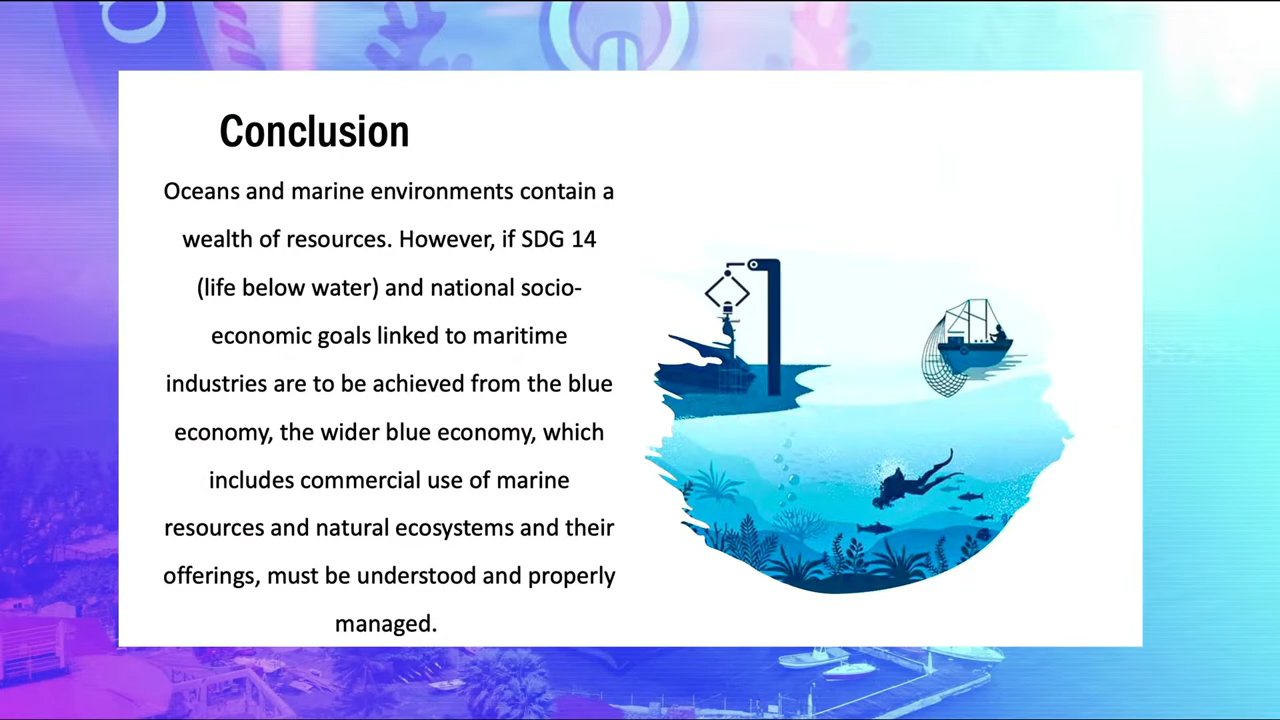 Conclusion
Oceans and marine environments contain a
wealth of resources. However, if SDG 14
(life below water) and national socio-
economic goals linked to maritime
industries are to be achieved from the blue
economy, the wider blue economy, which
includes commercial use of marine
resources and natural ecosystems and their
offerings, must be understood and properly
managed.